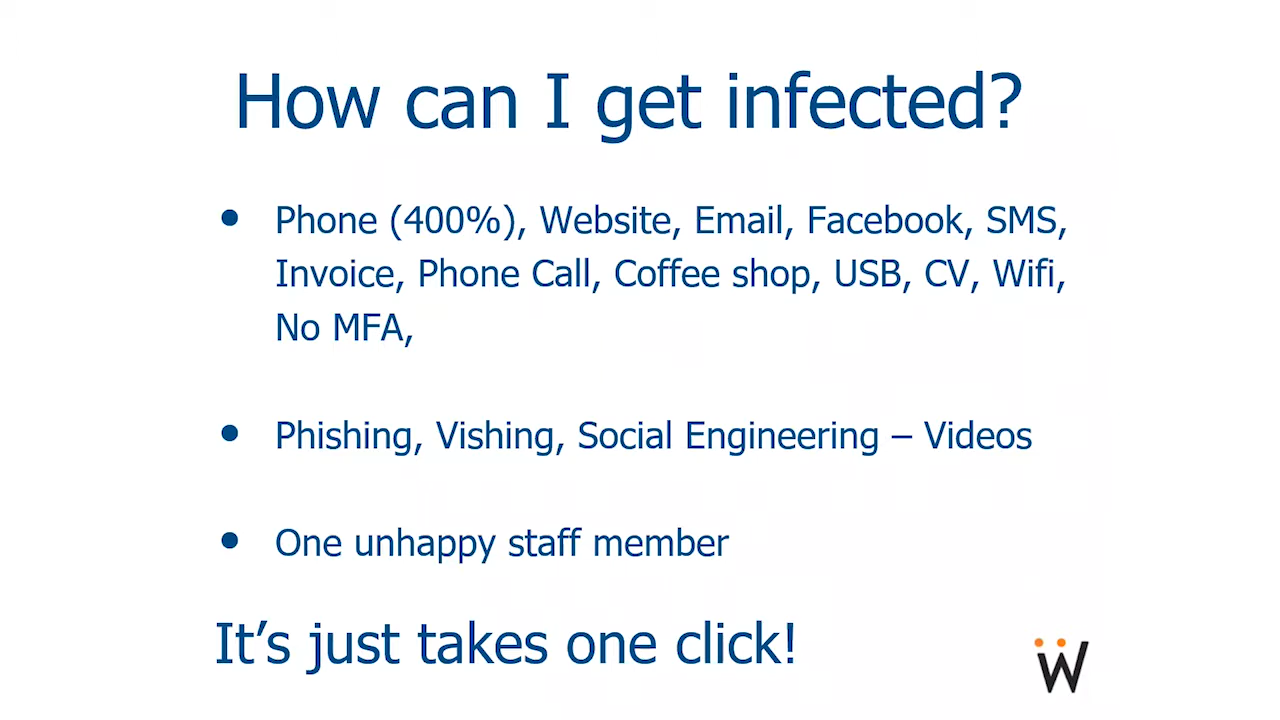 How can I get infected?
• Phone (400%), Website, Email, Facebook, SMS,
Invoice, Phone Call, Coffee shop, USB, CV, Wifi,
No MFA,
• Phishing, Vishing, Social Engineering – Videos
• One unhappy staff member
It’s just takes one click!
W